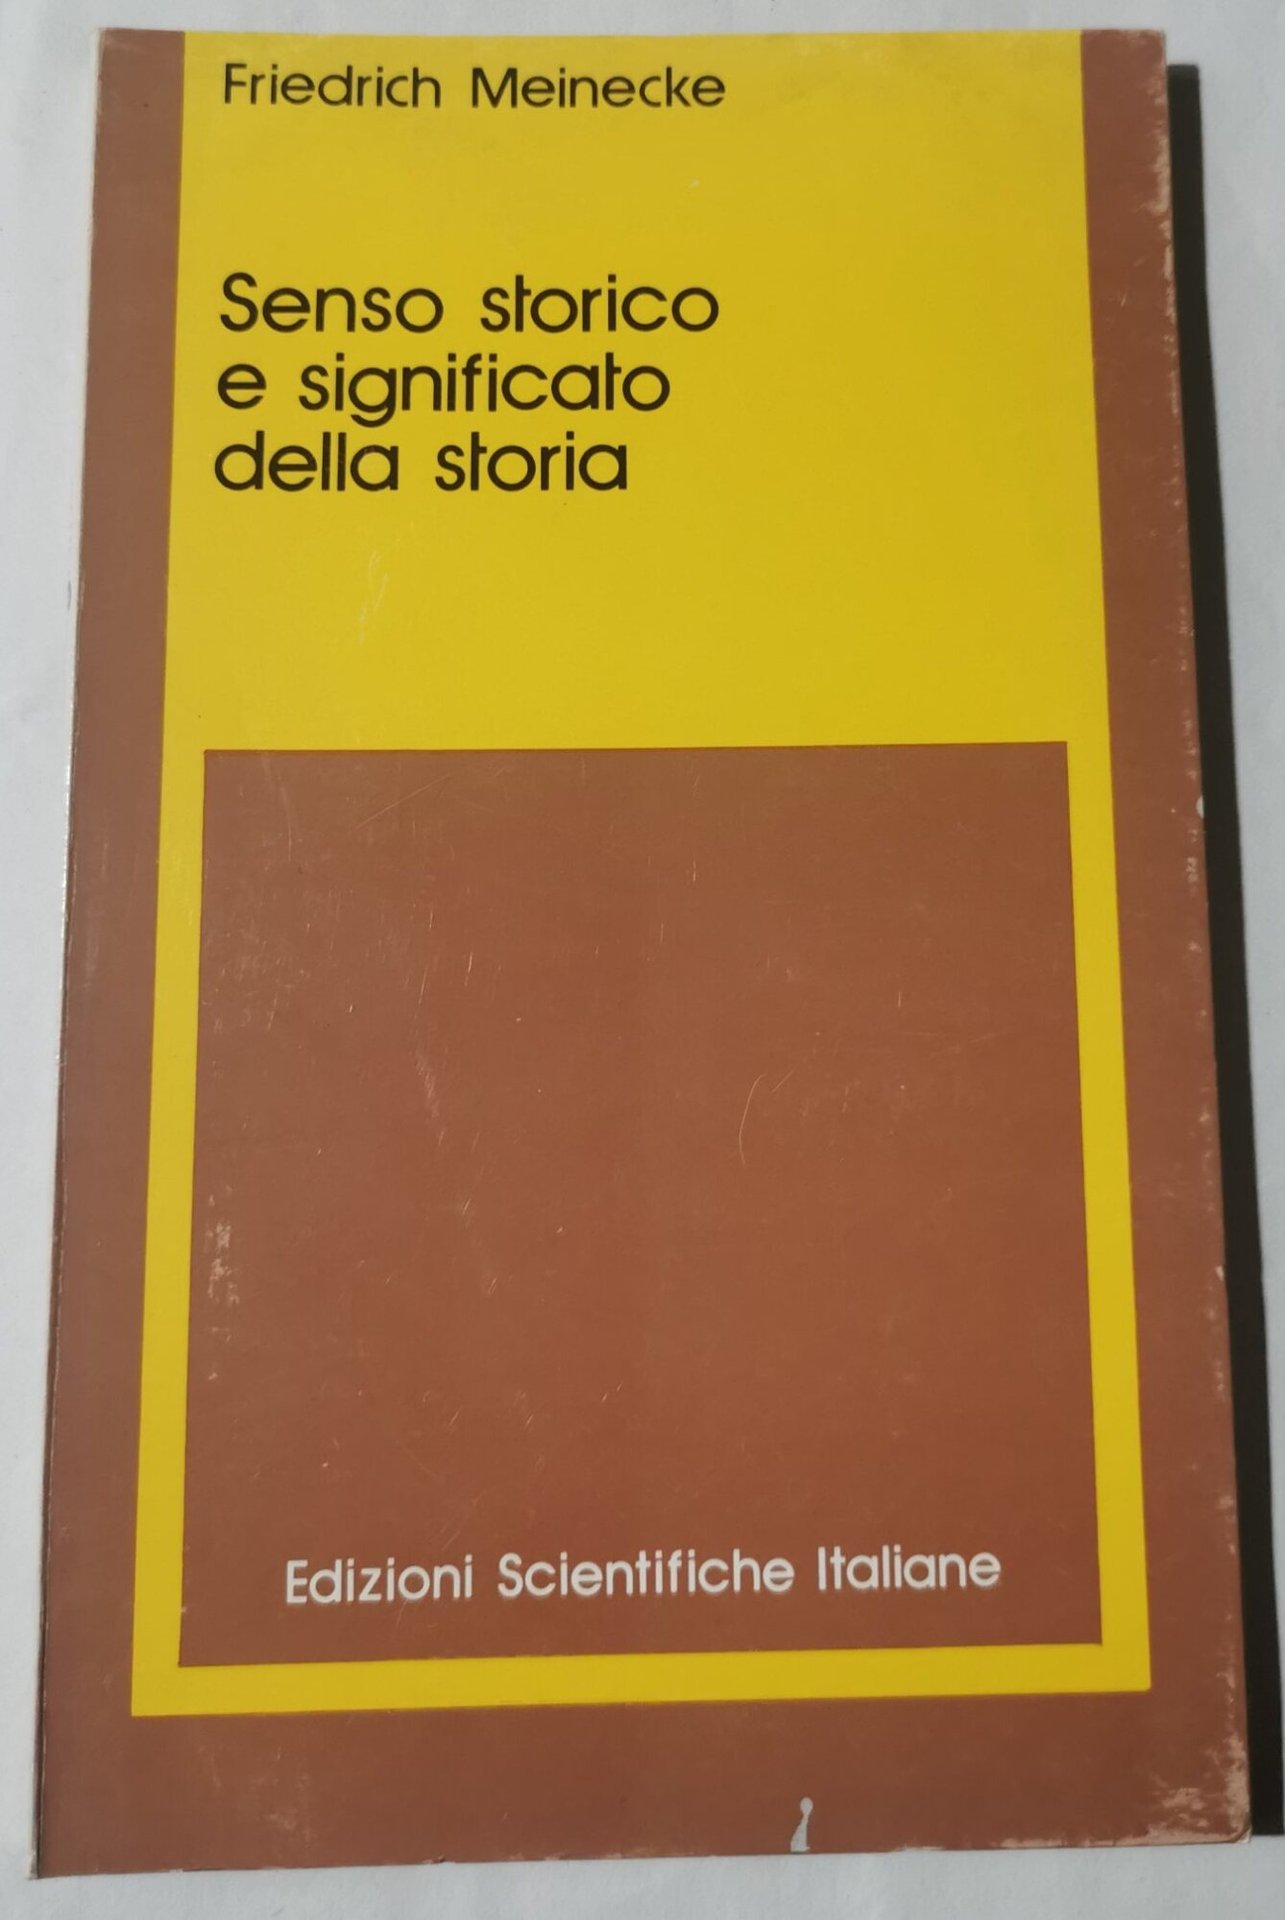 Friedrich Meinecke
Senso storico
e significato
della storia
Edizioni Scientifiche Italiane